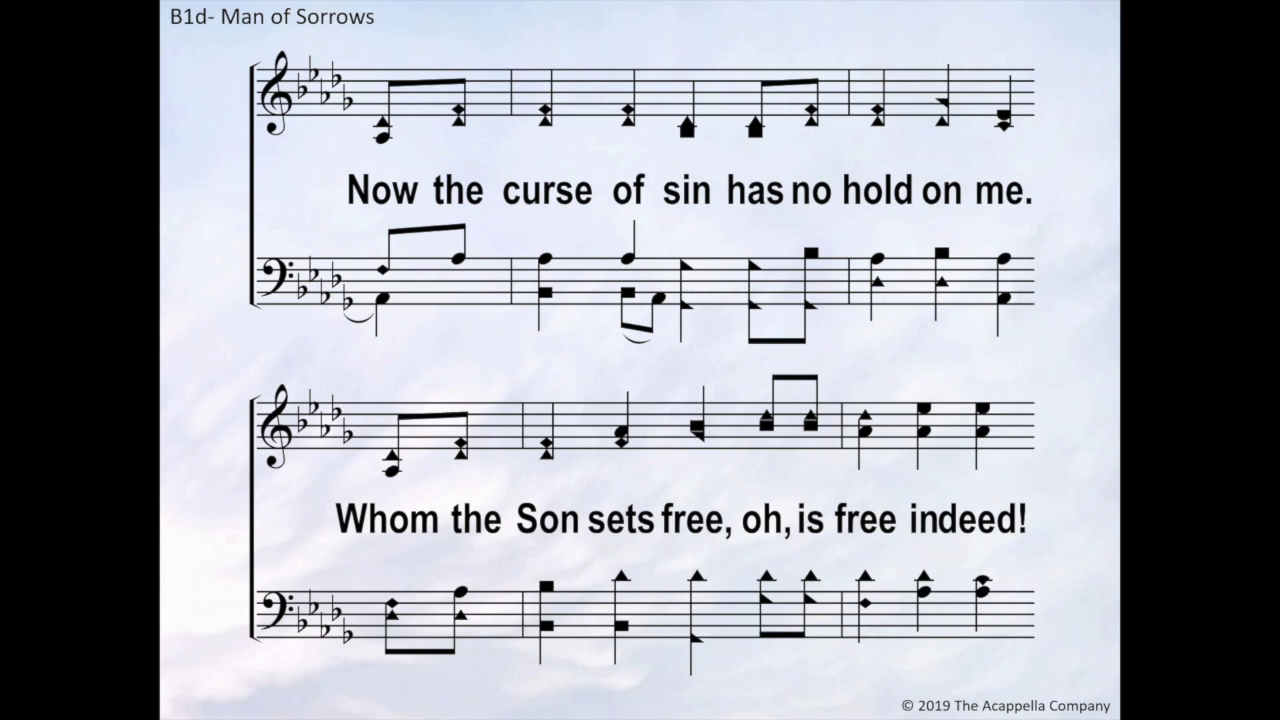 B1d- Man of Sorrows
Now the curse of sin has no hold on me.
Whom the Son sets free, oh, is free indeed!
© 2019 The Acappella Company